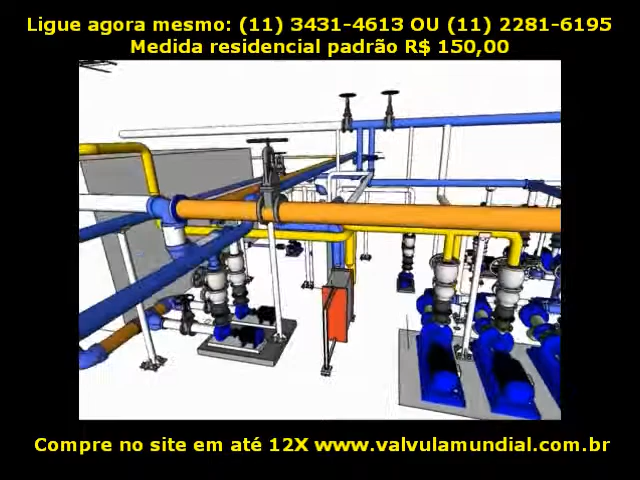 Ligue agora mesmo: (11) 3431-4613 OU (11) 2281-6195
Medida residencial padrão R$ 150,00
Compre no site em até 12X www.valvulamundial.com.br